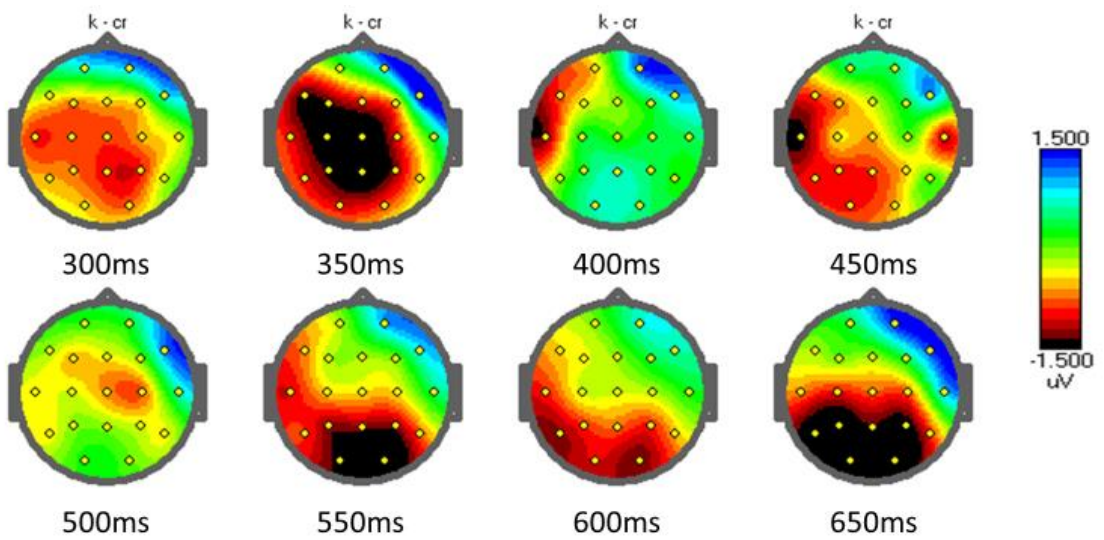 k - cr
k - cr
k - cr
k - cr
300ms
350ms
400ms
450ms
1.500
-1.500
uV
500ms
550ms
600ms
650ms